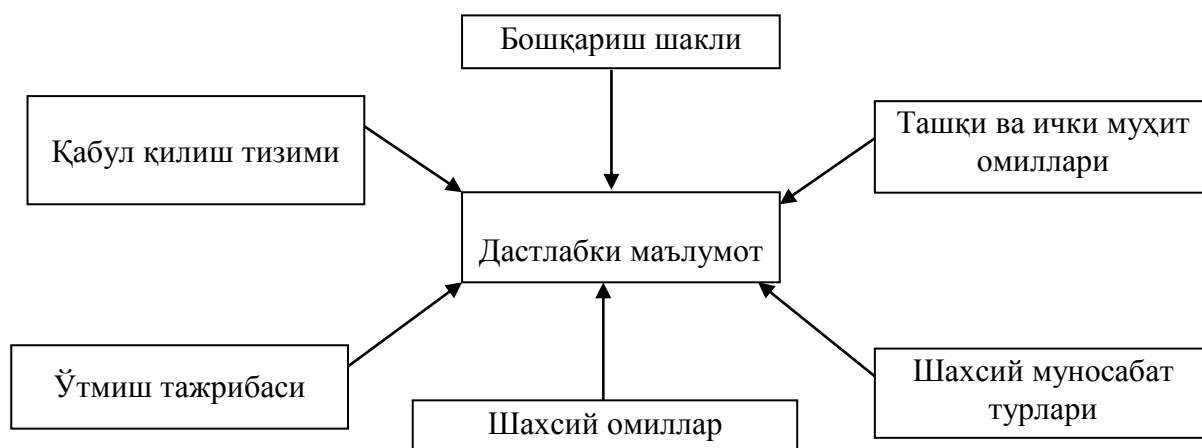 Бошқариш шакли
Қабул қилиш тизими
Ташқи ва ички муҳит
омиллари
Дастлабки маълумот
Ўтмиш тажрибаси
Шахсий омиллар
Шахсий муносабат
турлари